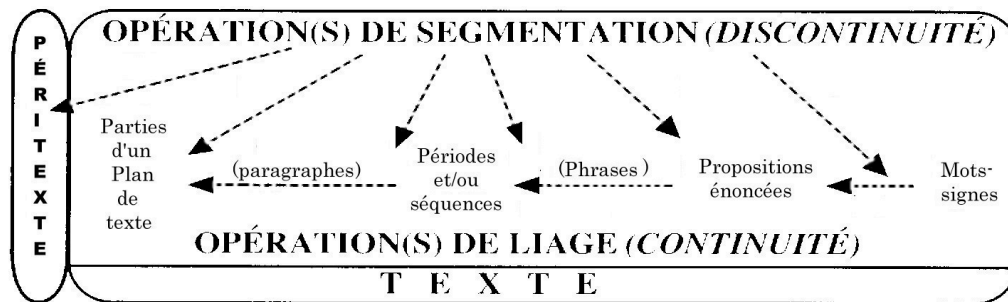 PÉRITEXTE
OPÉRATION(S) DE SEGMENTATION (DISCONTINUITÉ)
Parties
d'un
Plan
de
texte
(paragraphes)
Périodes
et/ou
séquences
(Phrases)
Propositions
énoncées
Mots-
signes
OPÉRATION(S) DE LIAGE (CONTINUITÉ)
T E X T E